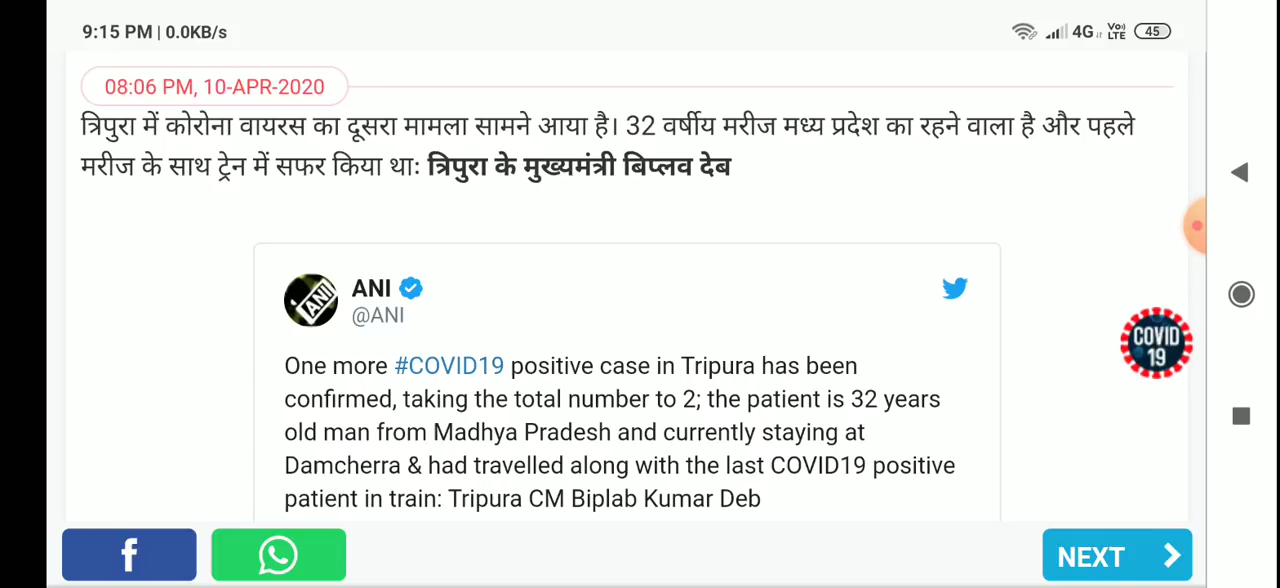 9:15 PM | 0.0KB/s
4G
Vo))
LTE
45
08:06 PM, 10-APR-2020
त्रिपुरा में कोरोना वायरस का दूसरा मामला सामने आया है। 32 वर्षीय मरीज मध्य प्रदेश का रहने वाला है और पहले
मरीज के साथ ट्रेन में सफर किया था: त्रिपुरा के मुख्यमंत्री बिप्लव देब
ANI
@ANI
ANI
One more #COVID19 positive case in Tripura has been
confirmed, taking the total number to 2; the patient is 32 years
old man from Madhya Pradesh and currently staying at
Damcherra & had travelled along with the last COVID19 positive
patient in train: Tripura CM Biplab Kumar Deb
COVID
19
f
NEXT